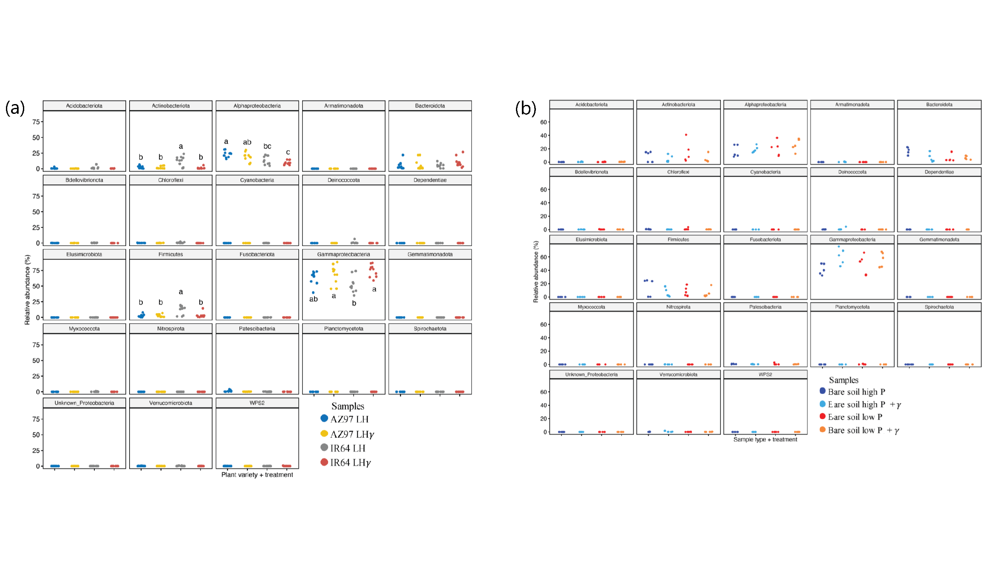 (a)
Acidobacteriota Actinobacteriota Alphaproteobacteria Armatimonadota Bacteroidota
75
50
25
0
b b a b
a ab bc c
Bdellovibrionota Chloroflexi Cyanobacteria Deinococcota Dependentiae
75
50
25
0
Elusimicrobiota Firmicutes Fusobacteriota Gammaproteobacteria Gemmatimonadota
75
50
25
0
b b a b
ab a b a
Relative abundance (%)
Myxococcota Nitrospirota Patescibacteria Planctomycetota Spirochaetota
75
50
25
0
Unknown_Proteobacteria Verrucomicrobiota WPS2
75
50
25
0
Plant variety + treatment
Samples
AZ97 LH
AZ97 LHγ
IR64 LH
IR64 LHγ
(b)
Acidobacteriota Actinobacteriota Alphaproteobacteria Armatimonadota Bacteroidota
60
40
20
0
Bdellovibrionota Chloroflexi Cyanobacteria Deinococcota Dependentiae
60
40
20
0
Elusimicrobiota Firmicutes Fusobacteriota Gammaproteobacteria Gemmatimonadota
60
40
20
0
Relative abundance (%)
Myxococcota Nitrospirota Patescibacteria Planctomycetota Spirochaetota
60
40
20
0
Unknown_Proteobacteria Verrucomicrobiota WPS2
60
40
20
0
Sample type + treatment
Samples
Bare soil high P
Eare soil high P + γ
Eare soil low P
Bare soil low P + γ